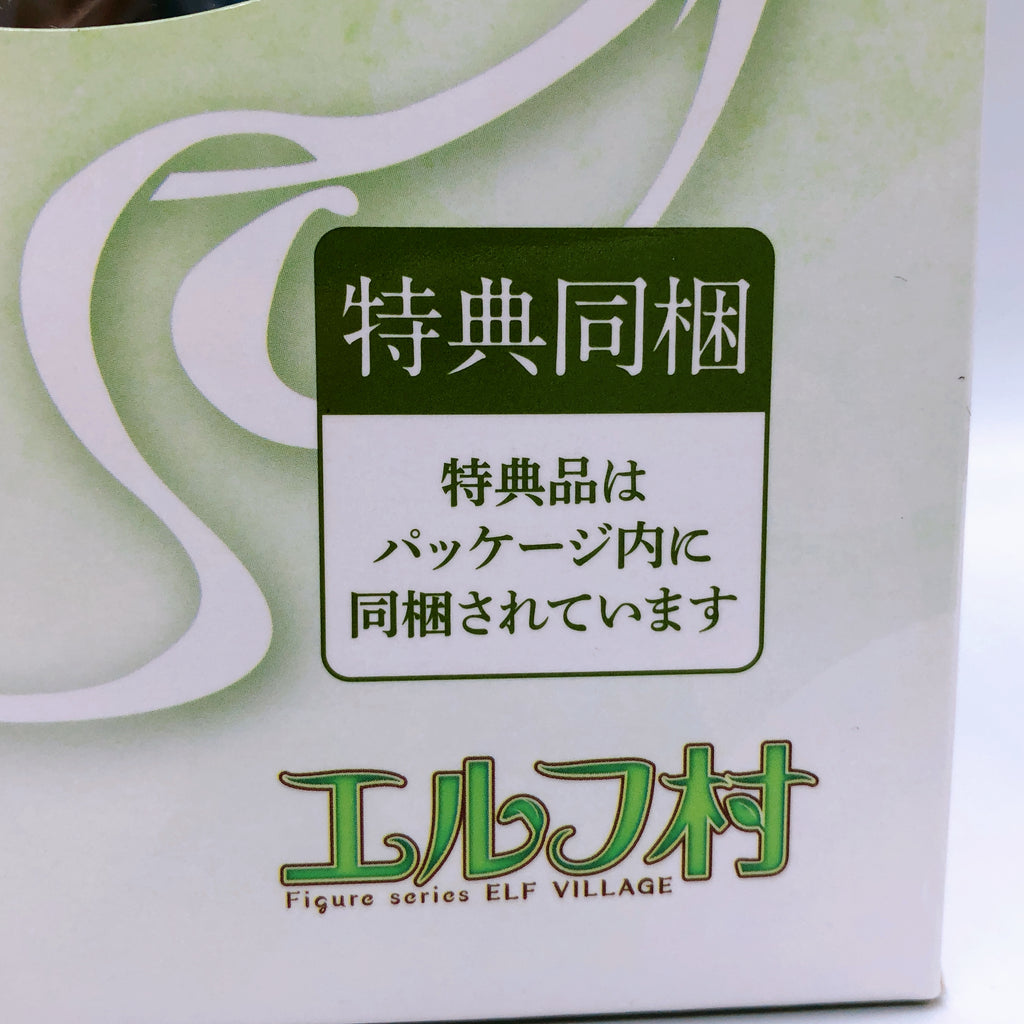 特典同梱
特典品は
パッケージ内に
同梱されています
エルフ村
Figure series ELF VILLAGE